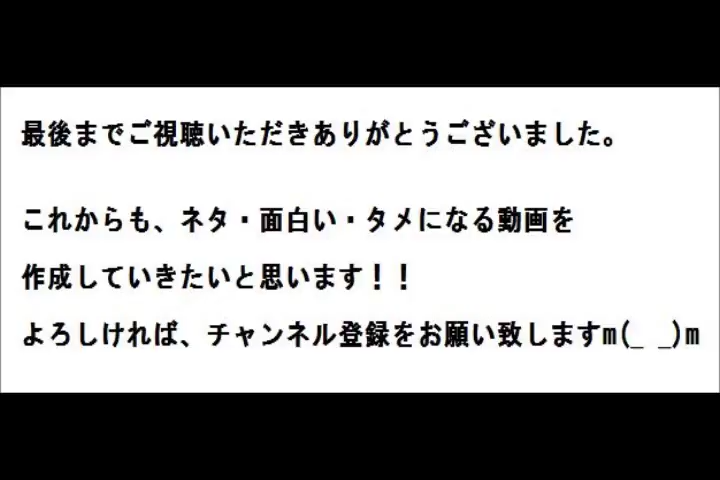 最後までご視聴いただきありがとうございました。
これからも、ネタ・面白い・タメになる動画を
作成していきたいと思います！！
よろしければ、チャンネル登録をお願い致しますm(_ _)m